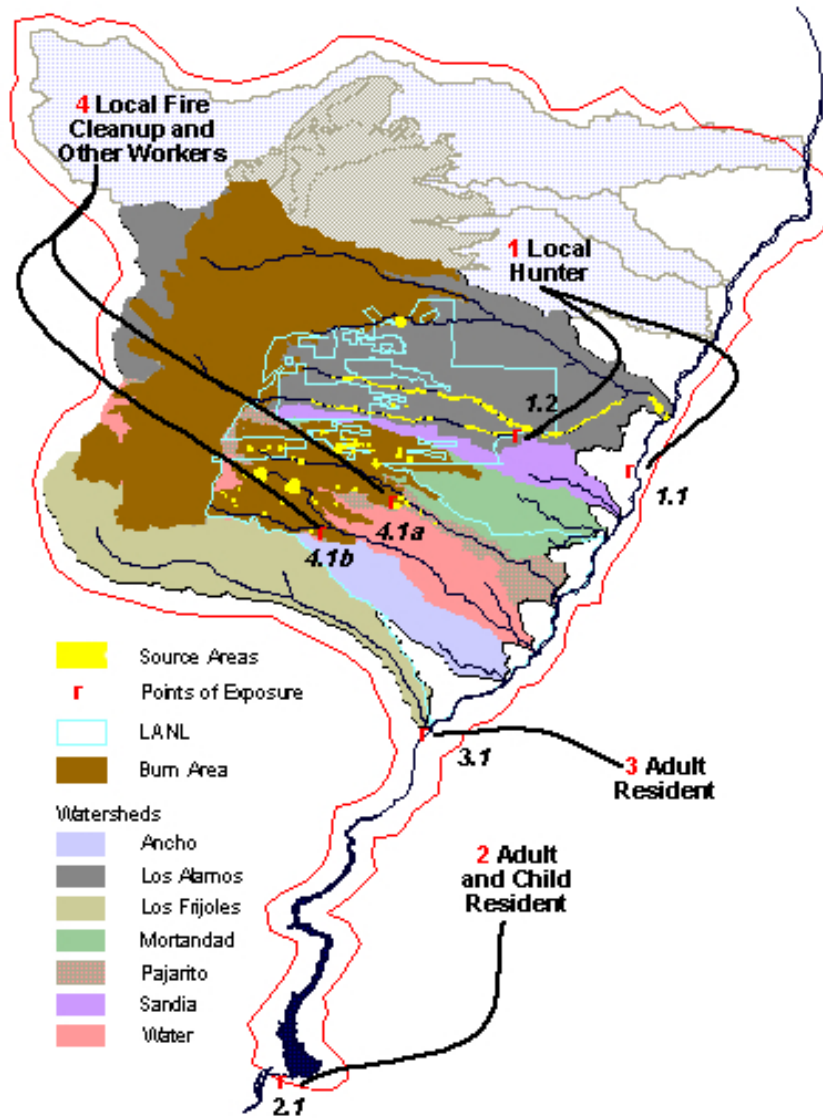 4 Local Fire
Cleanup and
Other Workers
1 Local
Hunter
1.2
r
r
1.1
r
4.1a
r
4.1b
Source Areas
r Points of Exposure
LANL
Burn Area
r
3.1
3 Adult
Resident
Watersheds
Ancho
Los Alamos
Los Frijoles
Mortandad
Pajarito
Sandia
Water
2 Adult
and Child
Resident
r
2.1